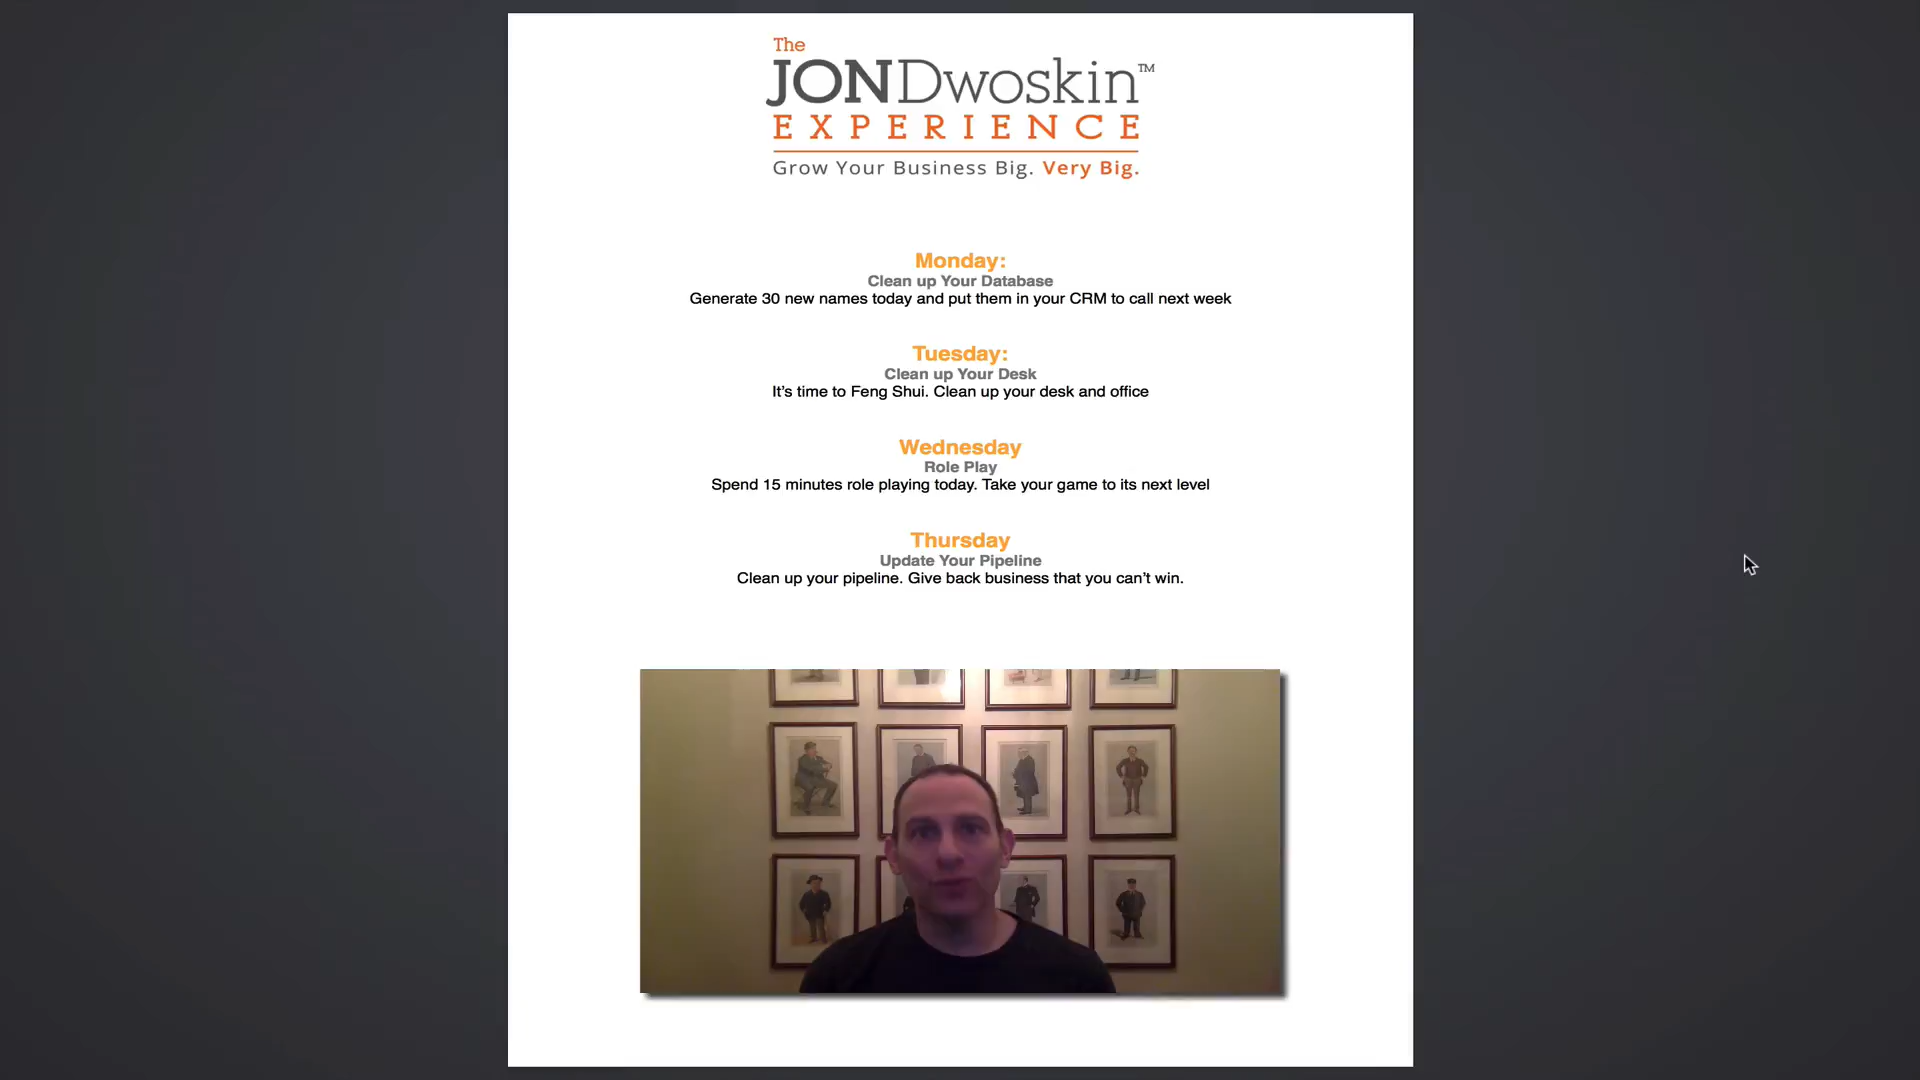 The
JONDwoskin™
EXPERIENCE
Grow Your Business Big. Very Big.
Monday:
Clean up Your Database
Generate 30 new names today and put them in your CRM to call next week
Tuesday:
Clean up Your Desk
It's time to Feng Shui. Clean up your desk and office
Wednesday
Role Play
Spend 15 minutes role playing today. Take your game to its next level
Thursday
Update Your Pipeline
Clean up your pipeline. Give back business that you can't win.